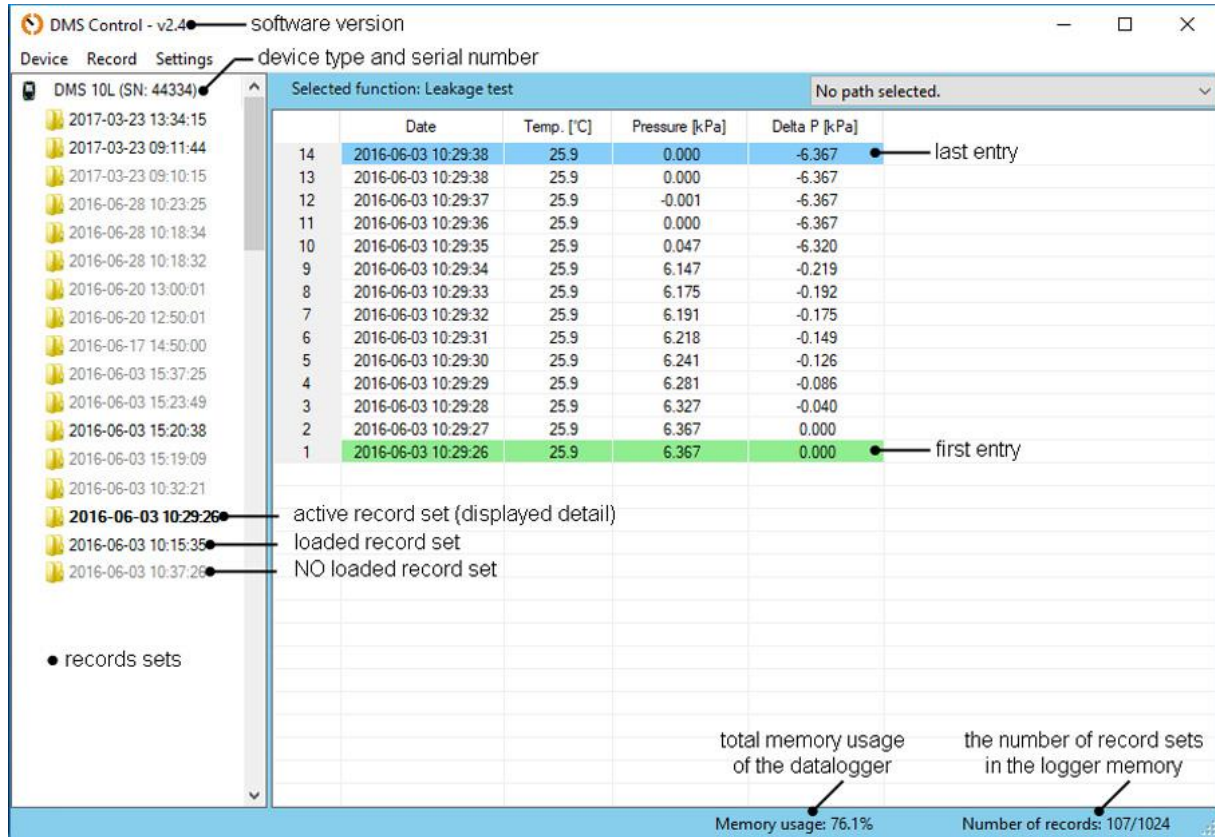 DMS Control - v2.4 software version
Device Record Settings device type and serial number
DMS 10L (SN: 44334) Selected function: Leakage test No path selected.
2017-03-23 13:34:15
2017-03-23 09:11:44
2017-03-23 09:10:15
2016-06-28 10:23:25
2016-06-28 10:18:34
2016-06-28 10:18:32
2016-06-20 13:00:01
2016-06-20 12:50:01
2016-06-17 14:50:00
2016-06-03 15:37:25
2016-06-03 15:23:49
2016-06-03 15:20:38
2016-06-03 15:19:09
2016-06-03 10:32:21
2016-06-03 10:29:26 active record set (displayed detail)
2016-06-03 10:15:35 loaded record set
2016-06-03 10:37:26 NO loaded record set
records sets
Date Temp. [°C] Pressure [kPa] Delta P [kPa]
14 2016-06-03 10:29:38 25.9 0.000 -6.367 last entry
13 2016-06-03 10:29:38 25.9 0.000 -6.367
12 2016-06-03 10:29:37 25.9 -0.001 -6.367
11 2016-06-03 10:29:36 25.9 0.000 -6.367
10 2016-06-03 10:29:35 25.9 0.047 -6.320
9 2016-06-03 10:29:34 25.9 6.147 -0.219
8 2016-06-03 10:29:33 25.9 6.175 -0.192
7 2016-06-03 10:29:32 25.9 6.191 -0.175
6 2016-06-03 10:29:31 25.9 6.218 -0.149
5 2016-06-03 10:29:30 25.9 6.241 -0.126
4 2016-06-03 10:29:29 25.9 6.281 -0.086
3 2016-06-03 10:29:28 25.9 6.327 -0.040
2 2016-06-03 10:29:27 25.9 6.367 0.000
1 2016-06-03 10:29:26 25.9 6.367 0.000 first entry
total memory usage
of the datalogger
the number of record sets
in the logger memory
Memory usage: 76.1% Number of records: 107/1024